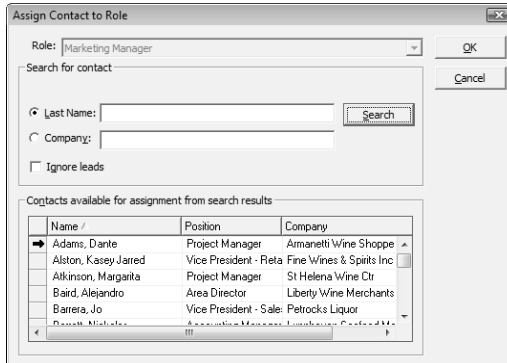 Assign Contact to Role
Role: Marketing Manager
OK
Search for contact
Cancel
Last Name:
Search
Company:
Ignore leads
Contacts available for assignment from search results
Name Position Company
Adams, Dante Project Manager Armanetti Wine Shoppe
Alston, Kasey Jarred Vice President - Reta Fine Wines & Spirits Inc
Atkinson, Margarita Project Manager St Helena Wine Ctr
Baird, Alejandro Area Director Liberty Wine Merchants
Barrera, Jo Vice President - Sales Petrocks Liquor